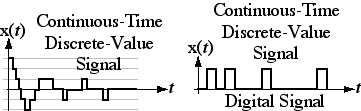 Continuous-Time
Discrete-Value
Signal
x(t)
t
Continuous-Time
Discrete-Value
Signal
x(t)
t
Digital Signal